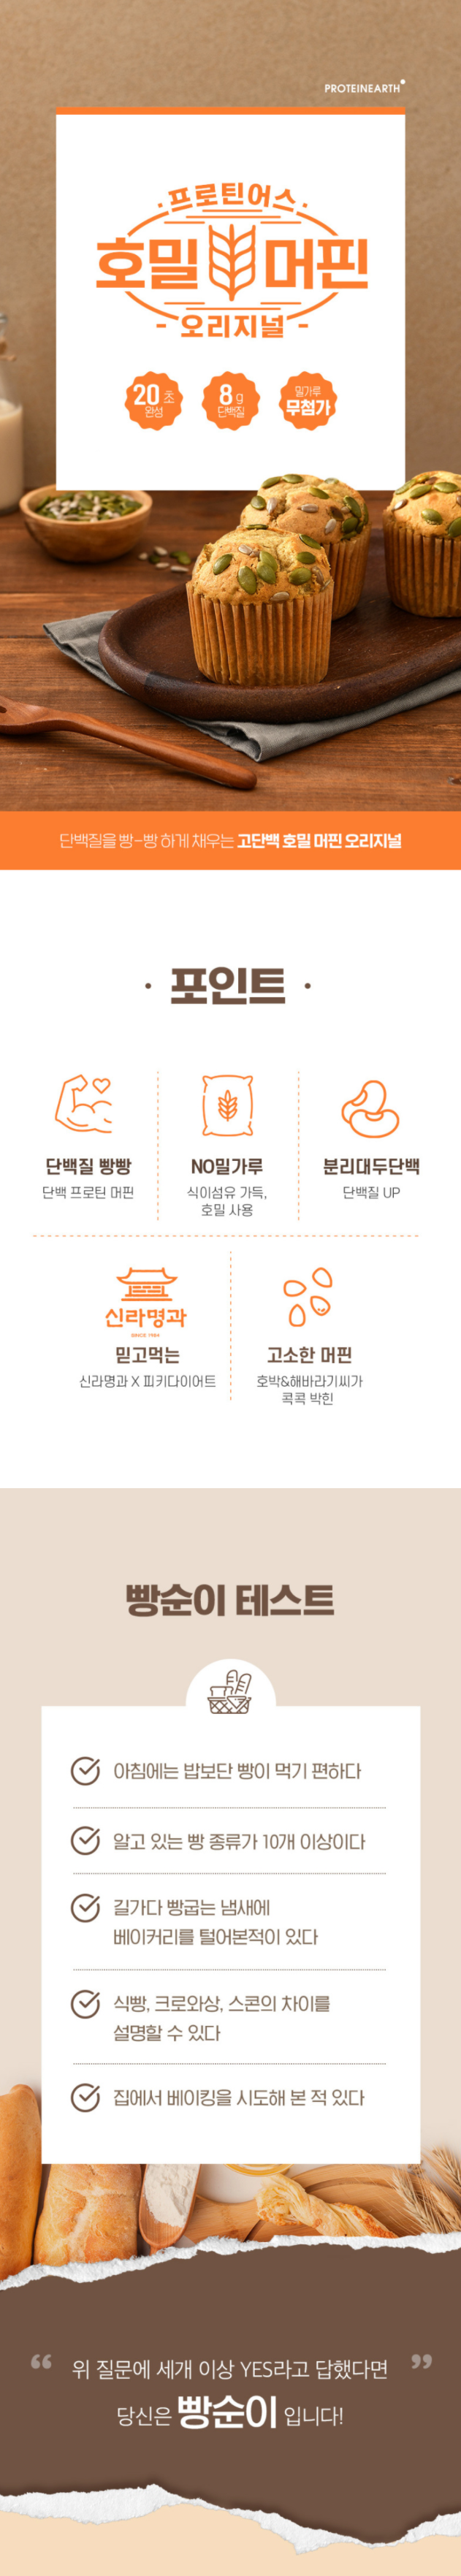 PROTEINEARTH
프로틴어스
호밀 머핀
오리지널
20초
완성
8g
단백질
밀가루
무첨가
단백질을 빵-빵 하게 채우는 고단백 호밀 머핀 오리지널
포인트
단백질 빵빵
단백 프로틴 머핀
NO밀가루
식이섬유 가득,
호밀 사용
분리대두단백
단백질 UP
신라명과
SINCE 1984
믿고먹는
신라명과 X 피키다이어트
고소한 머핀
호박&해바라기씨가
콕콕 박힌
빵순이 테스트
아침에는 밥보단 빵이 먹기 편하다
알고 있는 빵 종류가 10개 이상이다
길가다 빵굽는 냄새에
베이커리를 털어본적이 있다
식빵, 크로와상, 스콘의 차이를
설명할 수 있다
집에서 베이킹을 시도해 본 적 있다
“ 위 질문에 세개 이상 YES라고 답했다면 ”
당신은 빵순이 입니다!